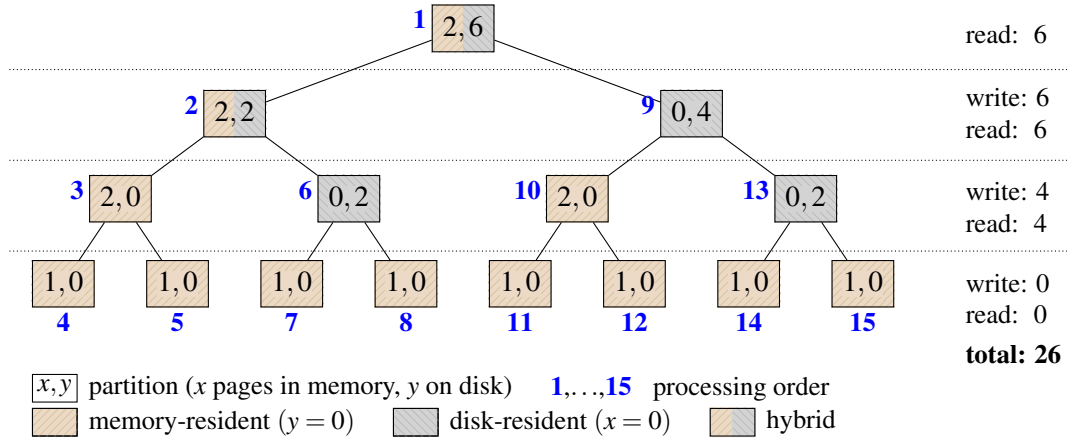 1 2,6 read: 6
2 2,2 9 0,4 write: 6
read: 6
3 2,0 6 0,2 10 2,0 13 0,2 write: 4
read: 4
1,0 1,0 1,0 1,0 1,0 1,0 1,0 1,0 write: 0
4 5 7 8 11 12 14 15 read: 0
total: 26
x,y partition (x pages in memory, y on disk) 1,…,15 processing order
memory-resident (y = 0) disk-resident (x = 0) hybrid